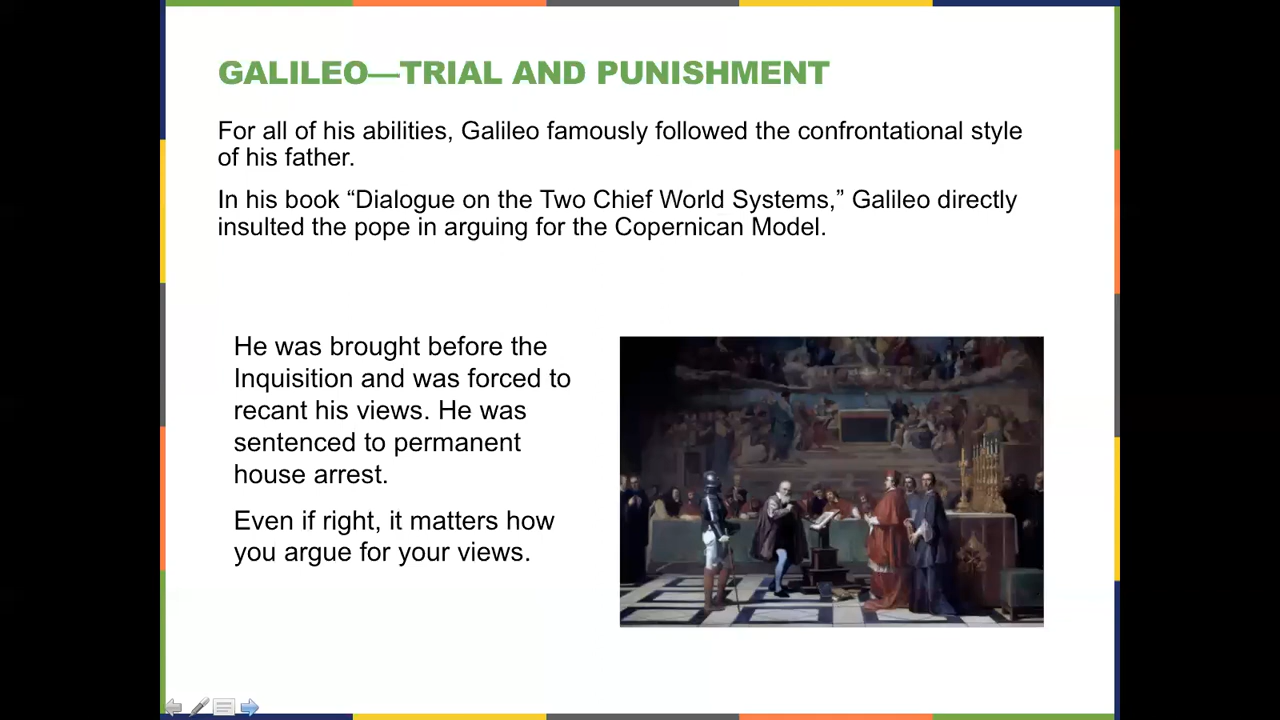 GALILEO—TRIAL AND PUNISHMENT
For all of his abilities, Galileo famously followed the confrontational style
of his father.
In his book “Dialogue on the Two Chief World Systems,” Galileo directly
insulted the pope in arguing for the Copernican Model.
He was brought before the
Inquisition and was forced to
recant his views. He was
sentenced to permanent
house arrest.
Even if right, it matters how
you argue for your views.